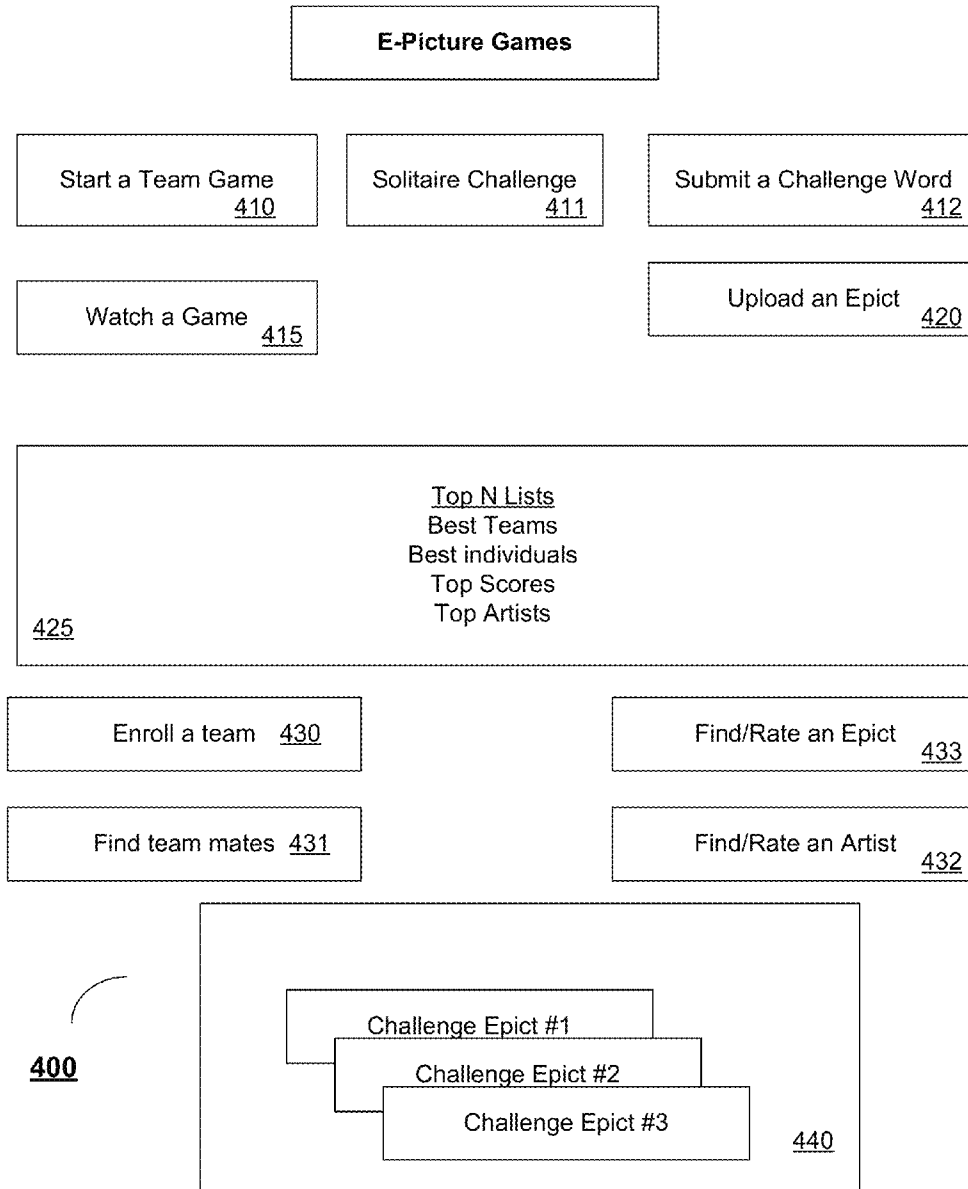 E-Picture Games
Start a Team Game
410
Solitaire Challenge
411
Submit a Challenge Word
412
Watch a Game
415
Upload an Epict
420
Top N Lists
Best Teams
Best individuals
Top Scores
Top Artists
425
Enroll a team 430
Find/Rate an Epict
433
Find team mates 431
Find/Rate an Artist
432
400
Challenge Epict #1
Challenge Epict #2
Challenge Epict #3
440